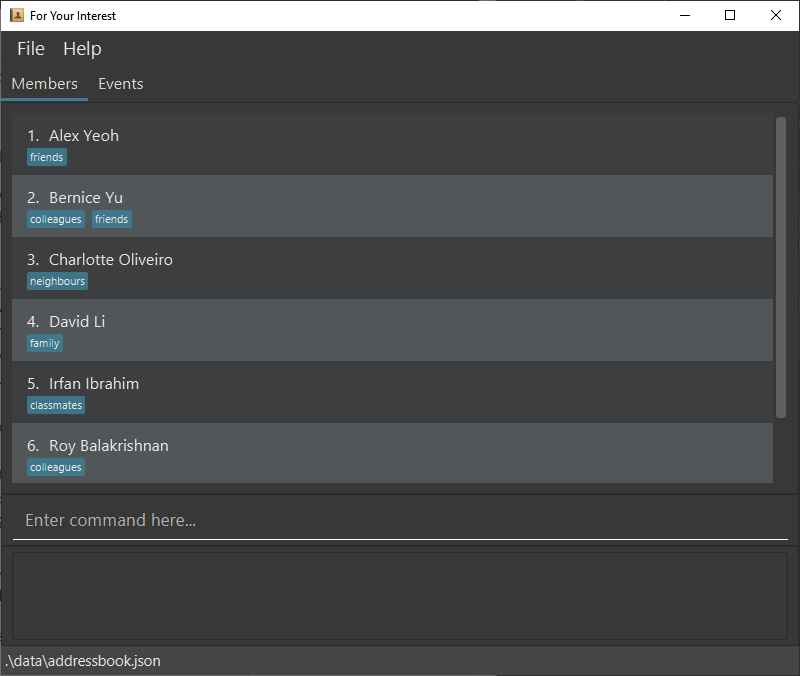 For Your Interest
File Help
Members Events
1. Alex Yeoh
friends
2. Bernice Yu
colleagues friends
3. Charlotte Oliveiro
neighbours
4. David Li
family
5. Irfan Ibrahim
classmates
6. Roy Balakrishnan
colleagues
Enter command here...
.\data\addressbook.json